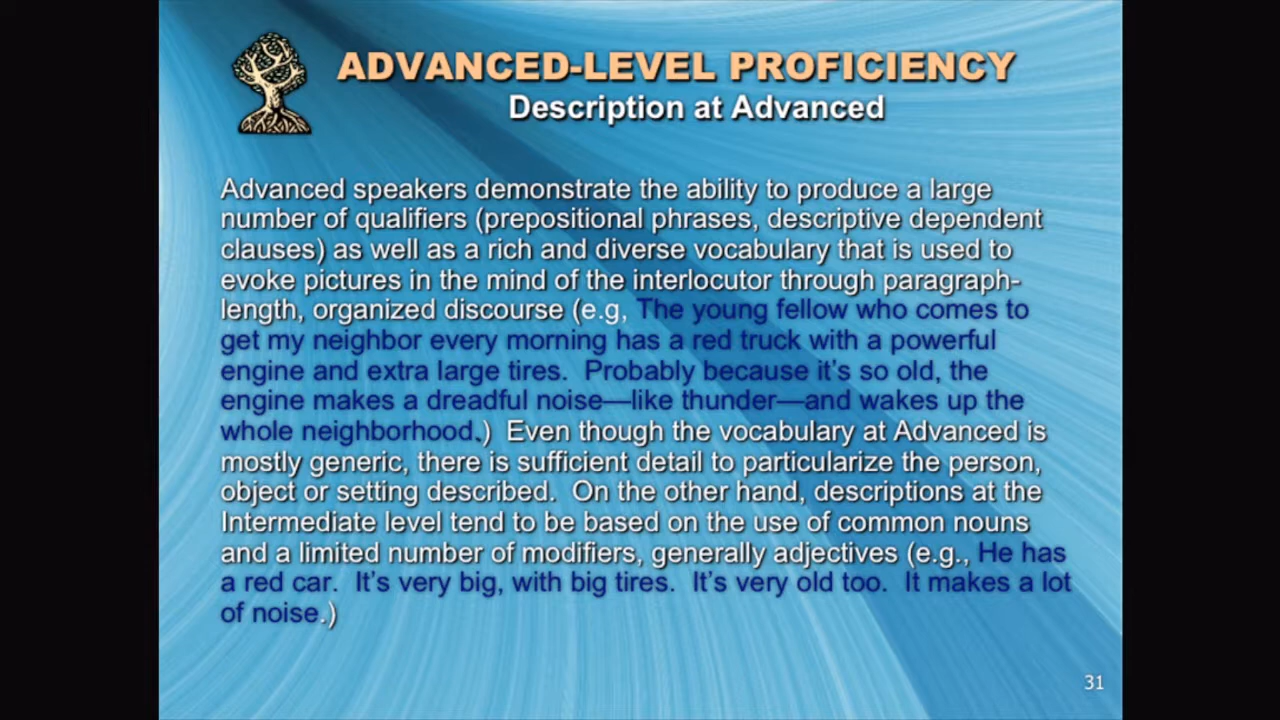 ADVANCED-LEVEL PROFICIENCY
Description at Advanced
Advanced speakers demonstrate the ability to produce a large
number of qualifiers (prepositional phrases, descriptive dependent
clauses) as well as a rich and diverse vocabulary that is used to
evoke pictures in the mind of the interlocutor through paragraph-
length, organized discourse (e.g, The young fellow who comes to
get my neighbor every morning has a red truck with a powerful
engine and extra large tires.  Probably because it's so old, the
engine makes a dreadful noise—like thunder—and wakes up the
whole neighborhood.)  Even though the vocabulary at Advanced is
mostly generic, there is sufficient detail to particularize the person,
object or setting described.  On the other hand, descriptions at the
Intermediate level tend to be based on the use of common nouns
and a limited number of modifiers, generally adjectives (e.g., He has
a red car.  It's very big, with big tires.  It's very old too.  It makes a lot
of noise.)
31